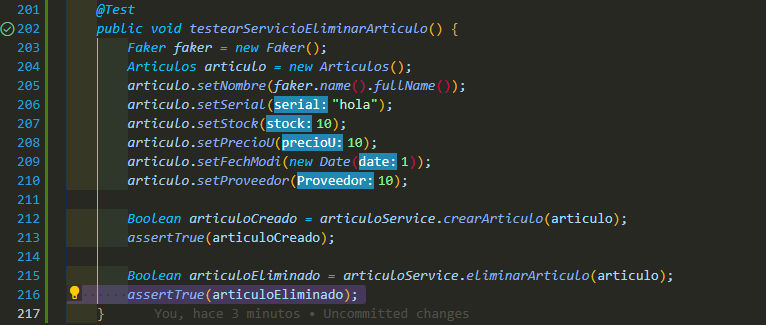 201 @Test
202 public void testearServicioEliminarArticulo() {
203 Faker faker = new Faker();
204 Articulos articulo = new Articulos();
205 articulo.setNombre(faker.name().fullName());
206 articulo.setSerial(serial: "hola");
207 articulo.setStock(stock: 10);
208 articulo.setPrecioU(precioU: 10);
209 articulo.setFechModi(new Date(date: 1));
210 articulo.setProveedor(Proveedor: 10);
211
212 Boolean articuloCreado = articuloService.crearArticulo(articulo);
213 assertTrue(articuloCreado);
214
215 Boolean articuloEliminado = articuloService.eliminarArticulo(articulo);
216 assertTrue(articuloEliminado);
217 } You, hace 3 minutos • Uncommitted changes